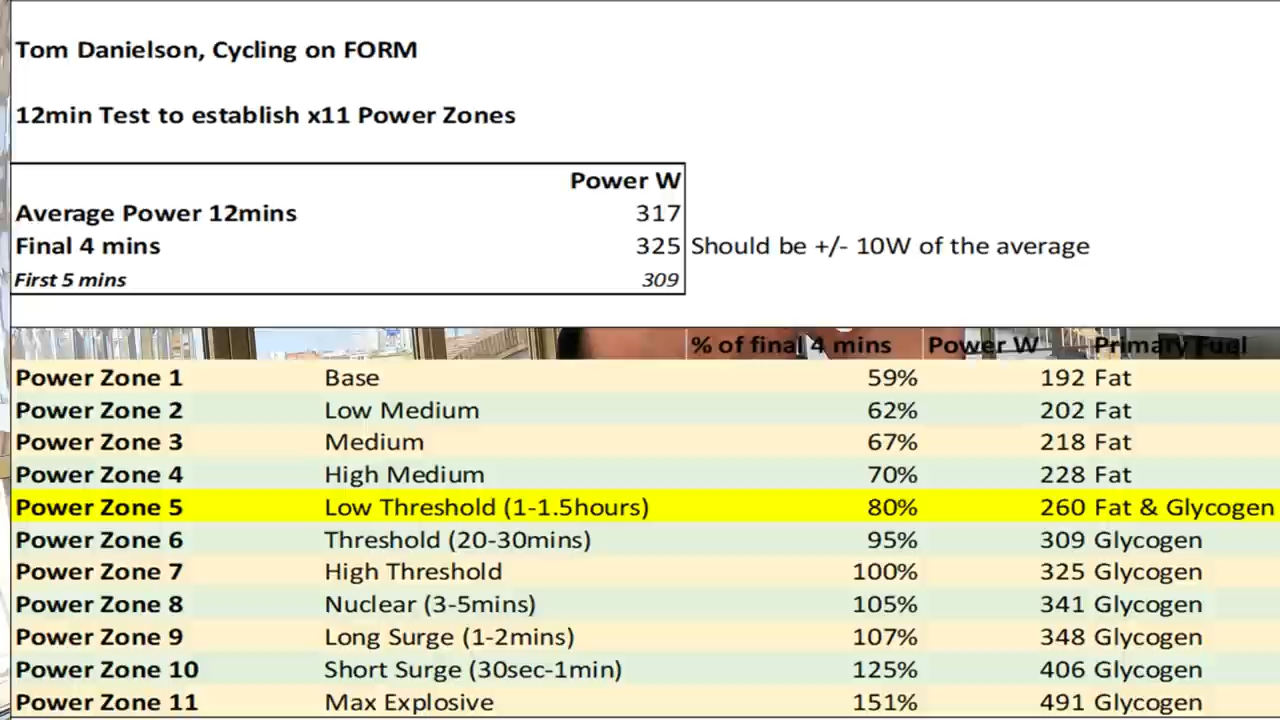 Tom Danielson, Cycling on FORM
12min Test to establish x11 Power Zones
Power W
Average Power 12mins 317
Final 4 mins 325 Should be +/- 10W of the average
First 5 mins 309
% of final 4 mins Power W Primary Fuel
Power Zone 1 Base 59% 192 Fat
Power Zone 2 Low Medium 62% 202 Fat
Power Zone 3 Medium 67% 218 Fat
Power Zone 4 High Medium 70% 228 Fat
Power Zone 5 Low Threshold (1-1.5hours) 80% 260 Fat & Glycogen
Power Zone 6 Threshold (20-30mins) 95% 309 Glycogen
Power Zone 7 High Threshold 100% 325 Glycogen
Power Zone 8 Nuclear (3-5mins) 105% 341 Glycogen
Power Zone 9 Long Surge (1-2mins) 107% 348 Glycogen
Power Zone 10 Short Surge (30sec-1min) 125% 406 Glycogen
Power Zone 11 Max Explosive 151% 491 Glycogen